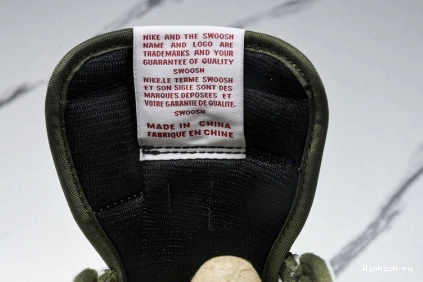 NIKE AND THE SWOOSH
NAME AND LOGO ARE
TRADEMARKS AND YOUR
GUARANTEE OF QUALITY
SWOOSH
NIKE.LE TERME SWOOSH
ET SON SIGLE SONT DES
MARQUES DEPOSEES ET
VOTRE GARANTIE DE QUALITE.
SWOOSH
MADE IN CHINA
FABRIQUE EN CHINE
Winkick ru